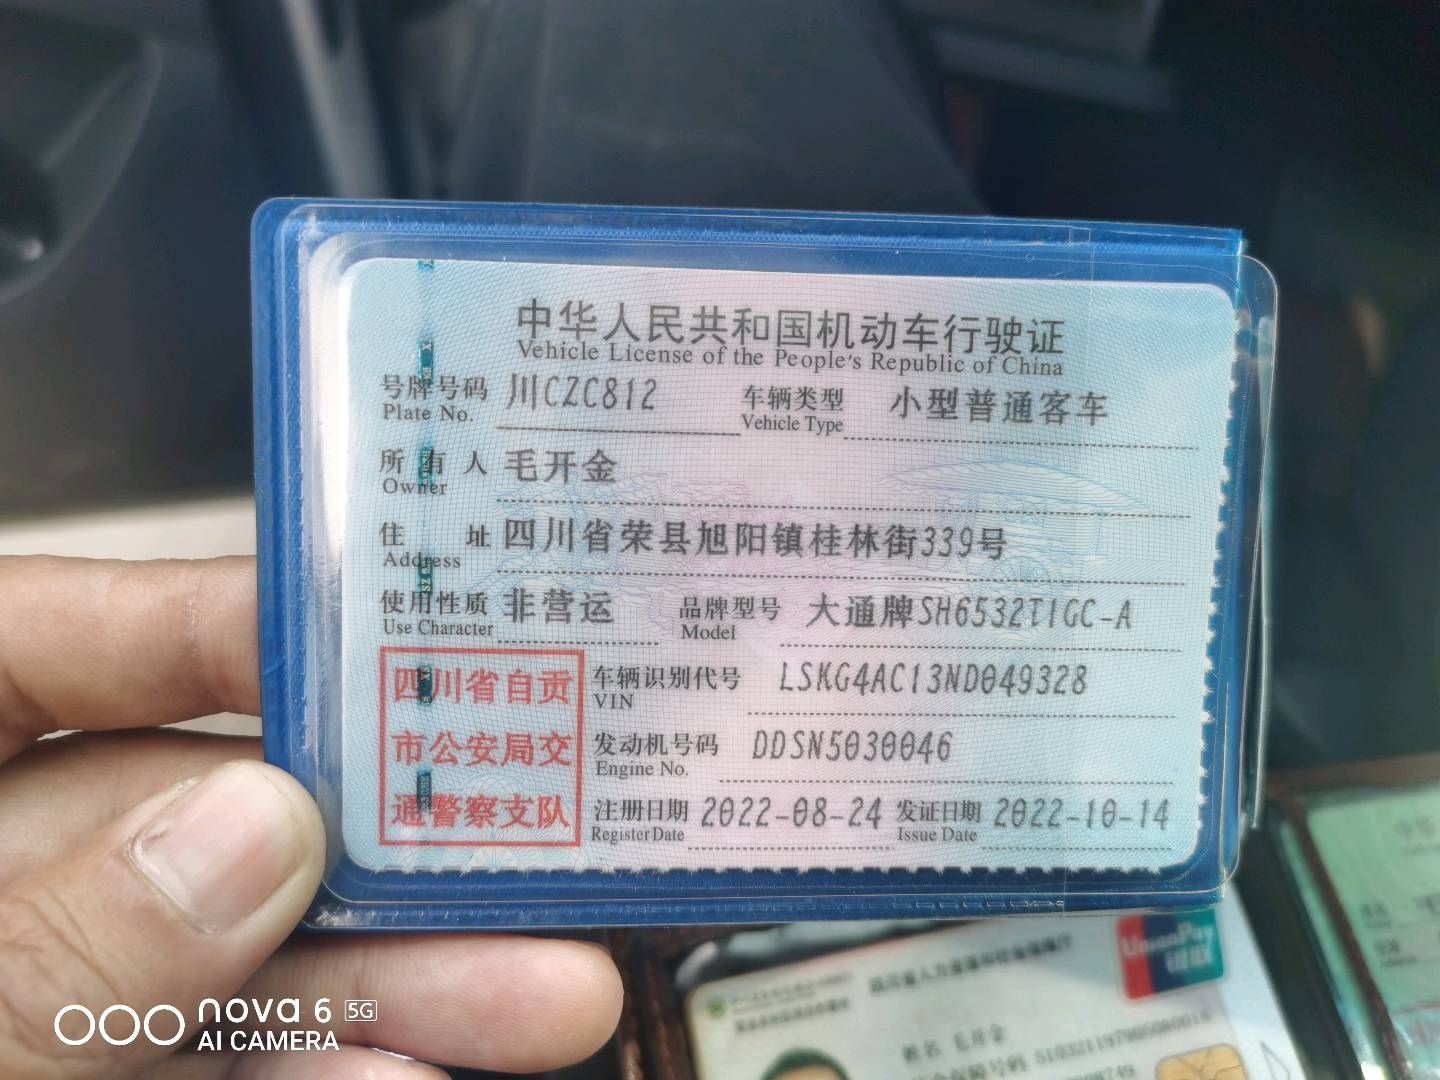 中华人民共和国机动车行驶证
Vehicle License of the People's Republic of China
号牌号码 川CZC812 车辆类型 小型普通客车
Plate No. Vehicle Type
所有人 毛开金
Owner
住址 四川省荣县旭阳镇桂林街339号
Address
使用性质 非营运 品牌型号 大通牌SH6532T1GC-A
Use Character Model
四川省自贡
市公安局交
通警察支队
车辆识别代号 LSKG4AC13ND049328
VIN
发动机号码 DDSN5030046
Engine No.
注册日期 2022-08-24 发证日期 2022-10-14
Register Date Issue Date
UnionPay
银联
姓名 毛开金
nova 6 5G
AI CAMERA